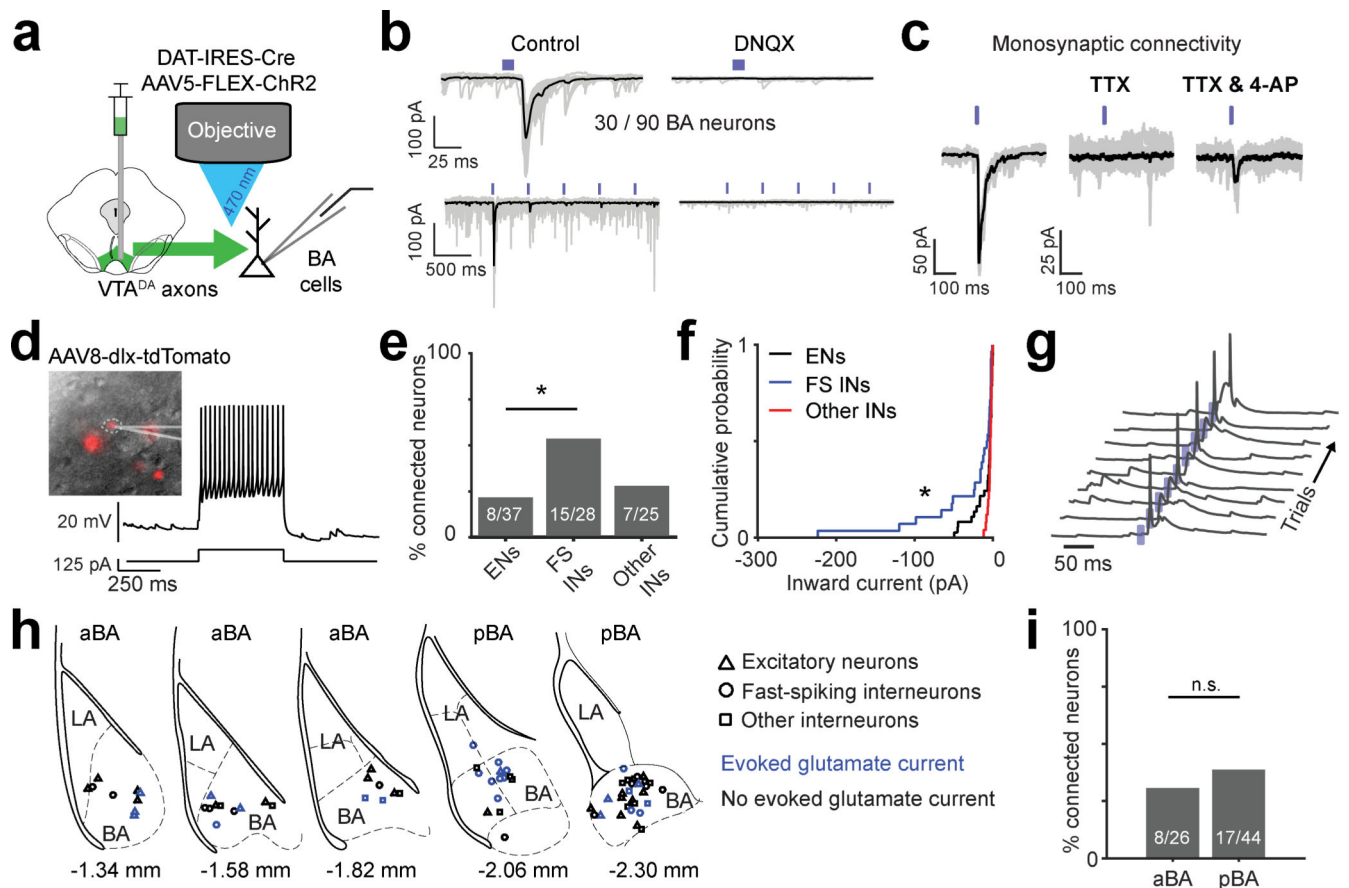 a
DAT-IRES-Cre
AAV5-FLEX-ChR2
Objective
470 nm
VTA^DA axons
BA
cells
b
Control
DNQX
100 pA
25 ms
30 / 90 BA neurons
100 pA
500 ms
c
Monosynaptic connectivity
TTX
TTX & 4-AP
50 pA
100 ms
25 pA
100 ms
d
AAV8-dlx-tdTomato
20 mV
125 pA
250 ms
e
% connected neurons
100
0
8/37
15/28
7/25
*
ENs
FS
INs
Other
INs
f
Cumulative probability
1
0
ENs
FS INs
Other INs
*
-300
-200
-100
0
Inward current (pA)
g
Trials
50 ms
h
aBA
aBA
aBA
pBA
pBA
LA
BA
LA
BA
LA
BA
LA
BA
LA
BA
-1.34 mm
-1.58 mm
-1.82 mm
-2.06 mm
-2.30 mm
Excitatory neurons
Fast-spiking interneurons
Other interneurons
Evoked glutamate current
No evoked glutamate current
i
% connected neurons
100
0
n.s.
8/26
17/44
aBA
pBA